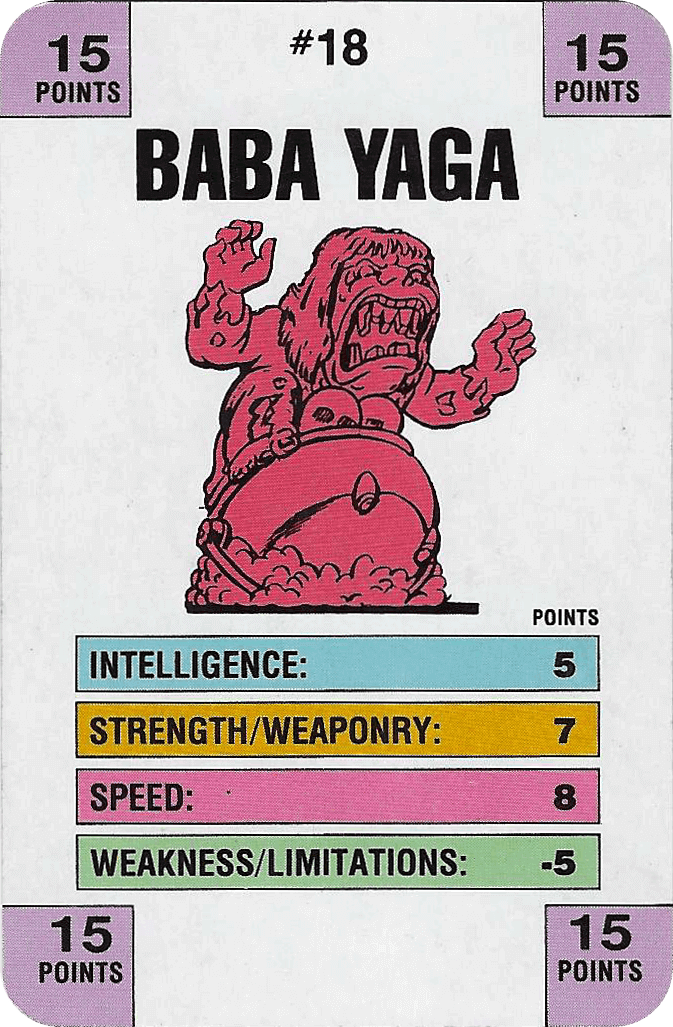 15 POINTS
#18
15 POINTS
BABA YAGA
POINTS
INTELLIGENCE: 5
STRENGTH/WEAPONRY: 7
SPEED: 8
WEAKNESS/LIMITATIONS: -5
15 POINTS
15 POINTS